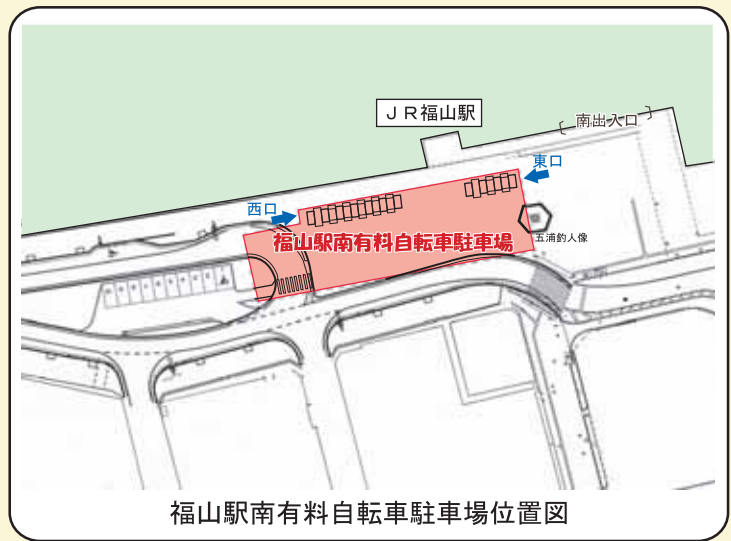 JR福山駅
南出入口
東口
西口
福山駅南有料自転車駐車場
五浦釣人像
福山駅南有料自転車駐車場位置図